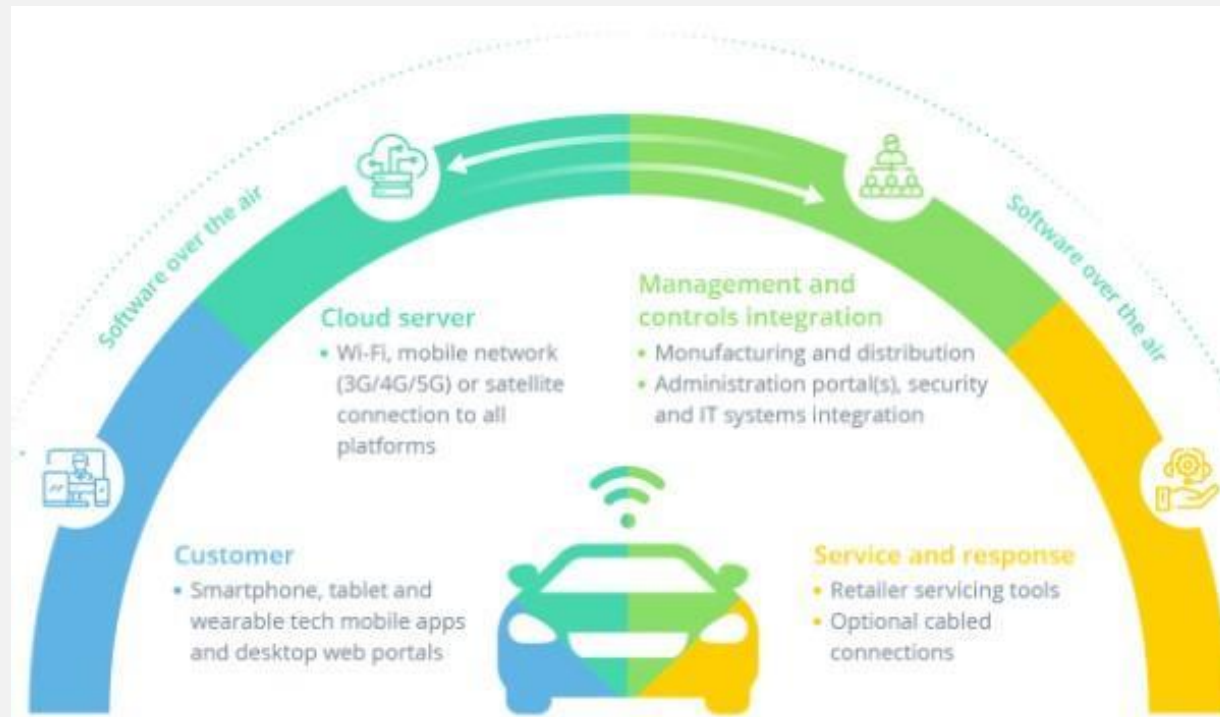 Software over the air
Software over the air
Cloud server
• Wi-Fi, mobile network
(3G/4G/5G) or satellite
connection to all
platforms
Management and
controls integration
• Monufacturing and distribution
• Administration portal(s), security
and IT systems integration
Customer
• Smartphone, tablet and
wearable tech mobile apps
and desktop web portals
Service and response
• Retailer servicing tools
• Optional cabled
connections